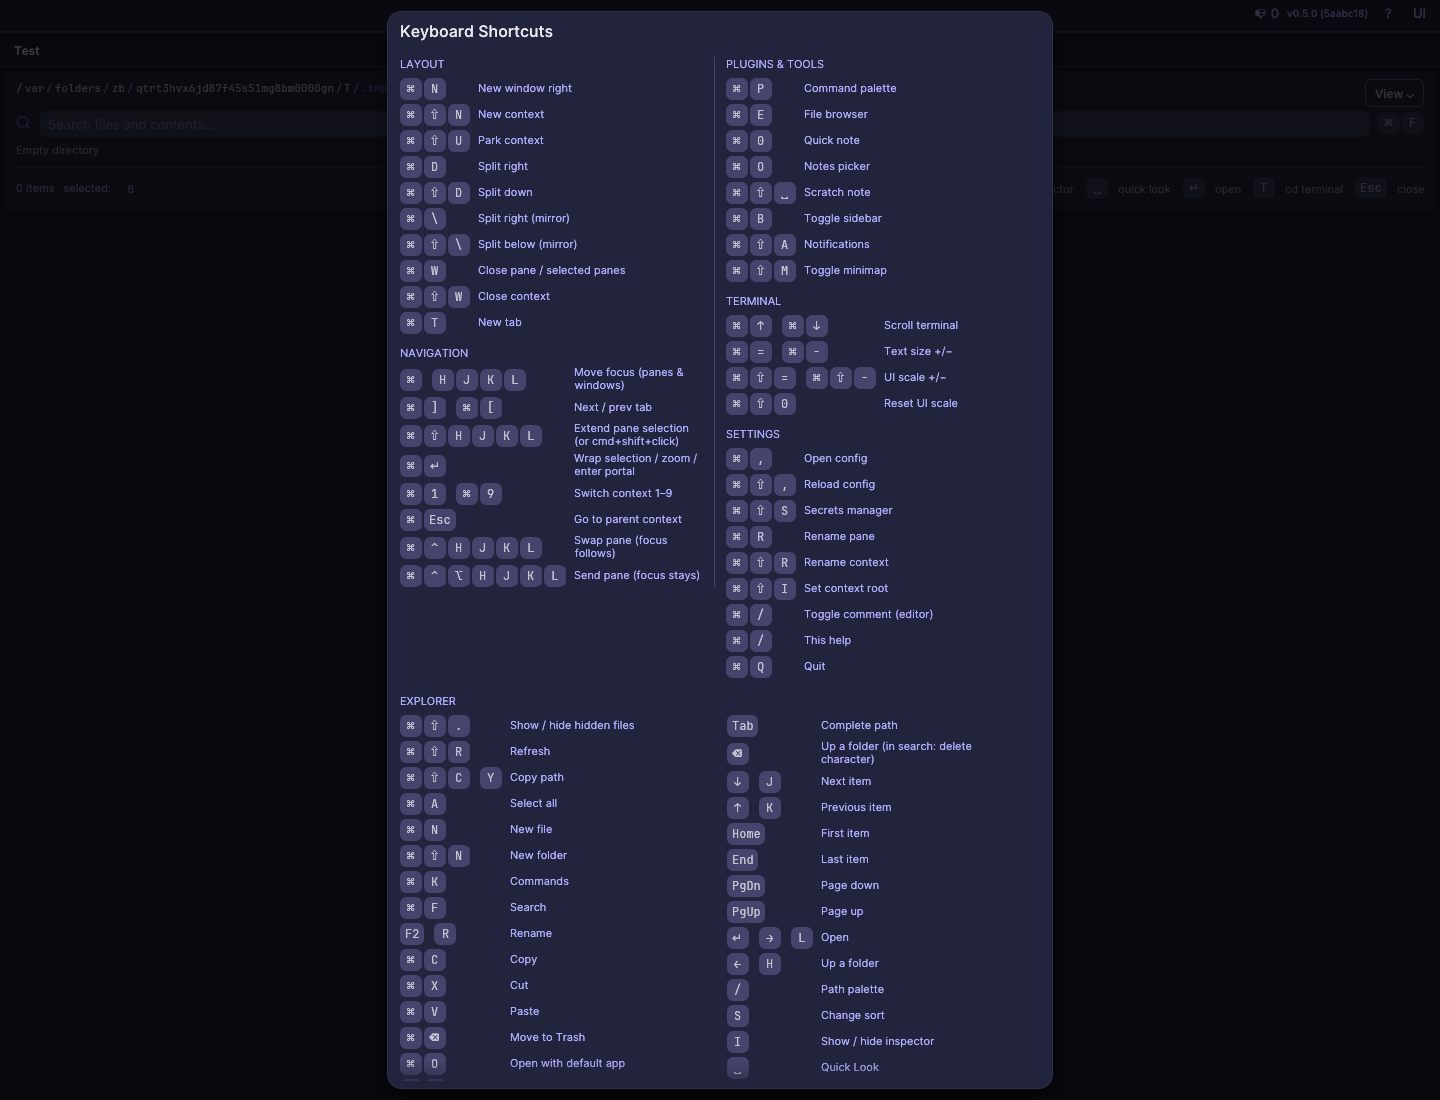 0 v0.5.0 (5aabc18) ? UI
Test
/ var / folders / zb / qtrt3hvx6jd87f45s51mg8bm0000gn / T / .tmp
View
Search files and contents...
⌘ F
Empty directory
0 items · selected: 0
ctor ␣ quick look ↵ open T cd terminal Esc close
Keyboard Shortcuts
LAYOUT
⌘ N New window right
⌘ ⇧ N New context
⌘ ⇧ U Park context
⌘ D Split right
⌘ ⇧ D Split down
⌘ \ Split right (mirror)
⌘ ⇧ \ Split below (mirror)
⌘ W Close pane / selected panes
⌘ ⇧ W Close context
⌘ T New tab
NAVIGATION
⌘ H J K L Move focus (panes &
windows)
⌘ ] ⌘ [ Next / prev tab
⌘ ⇧ H J K L Extend pane selection
(or cmd+shift+click)
⌘ ↵ Wrap selection / zoom /
enter portal
⌘ 1 ⌘ 9 Switch context 1–9
⌘ Esc Go to parent context
⌘ ^ H J K L Swap pane (focus
follows)
⌘ ^ ⌥ H J K L Send pane (focus stays)
PLUGINS & TOOLS
⌘ P Command palette
⌘ E File browser
⌘ 0 Quick note
⌘ O Notes picker
⌘ ⇧ ␣ Scratch note
⌘ B Toggle sidebar
⌘ ⇧ A Notifications
⌘ ⇧ M Toggle minimap
TERMINAL
⌘ ↑ ⌘ ↓ Scroll terminal
⌘ = ⌘ - Text size +/−
⌘ ⇧ = ⌘ ⇧ - UI scale +/−
⌘ ⇧ 0 Reset UI scale
SETTINGS
⌘ , Open config
⌘ ⇧ , Reload config
⌘ ⇧ S Secrets manager
⌘ R Rename pane
⌘ ⇧ R Rename context
⌘ ⇧ I Set context root
⌘ / Toggle comment (editor)
⌘ / This help
⌘ Q Quit
EXPLORER
⌘ ⇧ . Show / hide hidden files
⌘ ⇧ R Refresh
⌘ ⇧ C Y Copy path
⌘ A Select all
⌘ N New file
⌘ ⇧ N New folder
⌘ K Commands
⌘ F Search
F2 R Rename
⌘ C Copy
⌘ X Cut
⌘ V Paste
⌘ ⌫ Move to Trash
⌘ O Open with default app
Tab Complete path
⌫ Up a folder (in search: delete
character)
↓ J Next item
↑ K Previous item
Home First item
End Last item
PgDn Page down
PgUp Page up
↵ → L Open
← H Up a folder
/ Path palette
S Change sort
I Show / hide inspector
␣ Quick Look